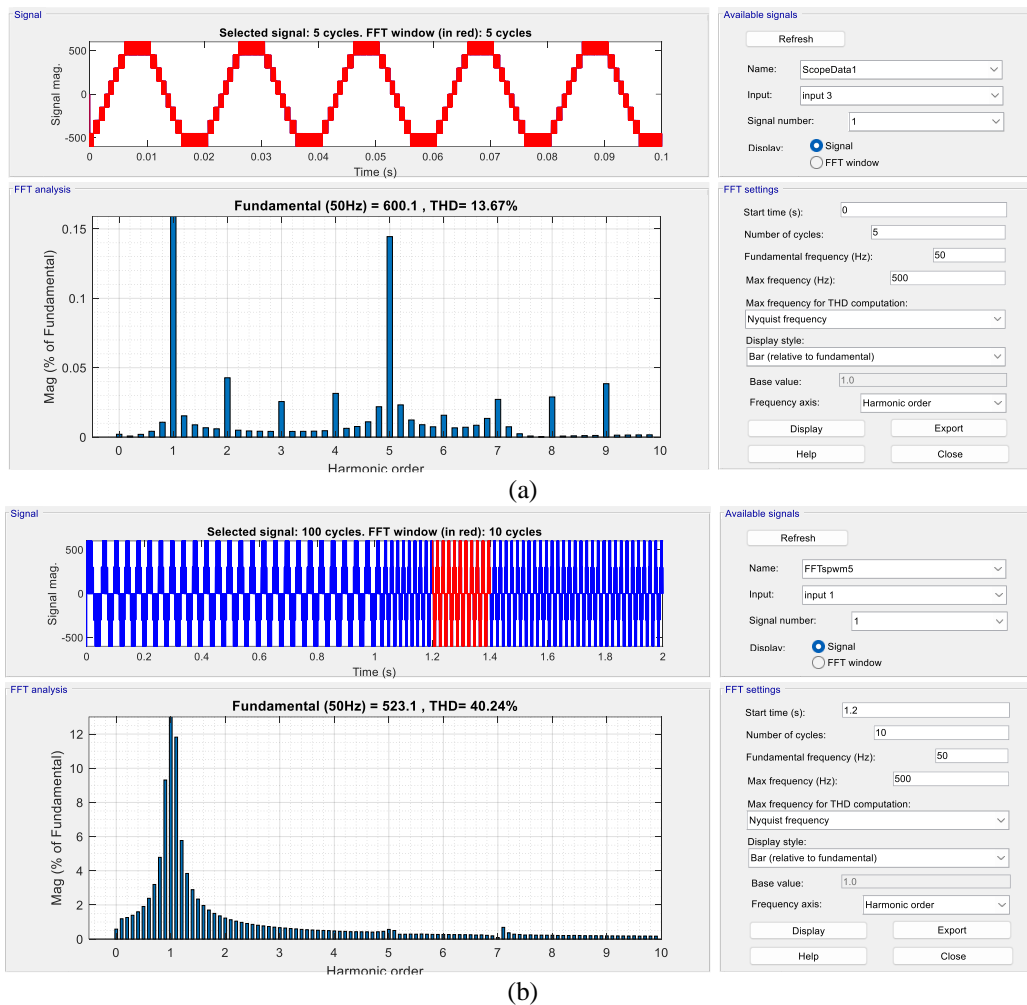 Signal
Selected signal: 5 cycles. FFT window (in red): 5 cycles
Signal mag.
500
0
-500
0 0.01 0.02 0.03 0.04 0.05 0.06 0.07 0.08 0.09 0.1
Time (s)
Available signals
Refresh
Name: ScopeData1
Input: input 3
Signal number: 1
Display: Signal
FFT window
FFT analysis
Fundamental (50Hz) = 600.1 , THD= 13.67%
Mag (% of Fundamental)
0.15
0.1
0.05
0
0 1 2 3 4 5 6 7 8 9 10
Harmonic order
FFT settings
Start time (s): 0
Number of cycles: 5
Fundamental frequency (Hz): 50
Max frequency (Hz): 500
Max frequency for THD computation:
Nyquist frequency
Display style:
Bar (relative to fundamental)
Base value: 1.0
Frequency axis: Harmonic order
Display Export
Help Close
(a)
Signal
Selected signal: 100 cycles. FFT window (in red): 10 cycles
Signal mag.
500
0
-500
0 0.2 0.4 0.6 0.8 1 1.2 1.4 1.6 1.8 2
Time (s)
Available signals
Refresh
Name: FFTspwm5
Input: input 1
Signal number: 1
Display: Signal
FFT window
FFT analysis
Fundamental (50Hz) = 523.1 , THD= 40.24%
Mag (% of Fundamental)
12
10
8
6
4
2
0
0 1 2 3 4 5 6 7 8 9 10
Harmonic order
FFT settings
Start time (s): 1.2
Number of cycles: 10
Fundamental frequency (Hz): 50
Max frequency (Hz): 500
Max frequency for THD computation:
Nyquist frequency
Display style:
Bar (relative to fundamental)
Base value: 1.0
Frequency axis: Harmonic order
Display Export
Help Close
(b)